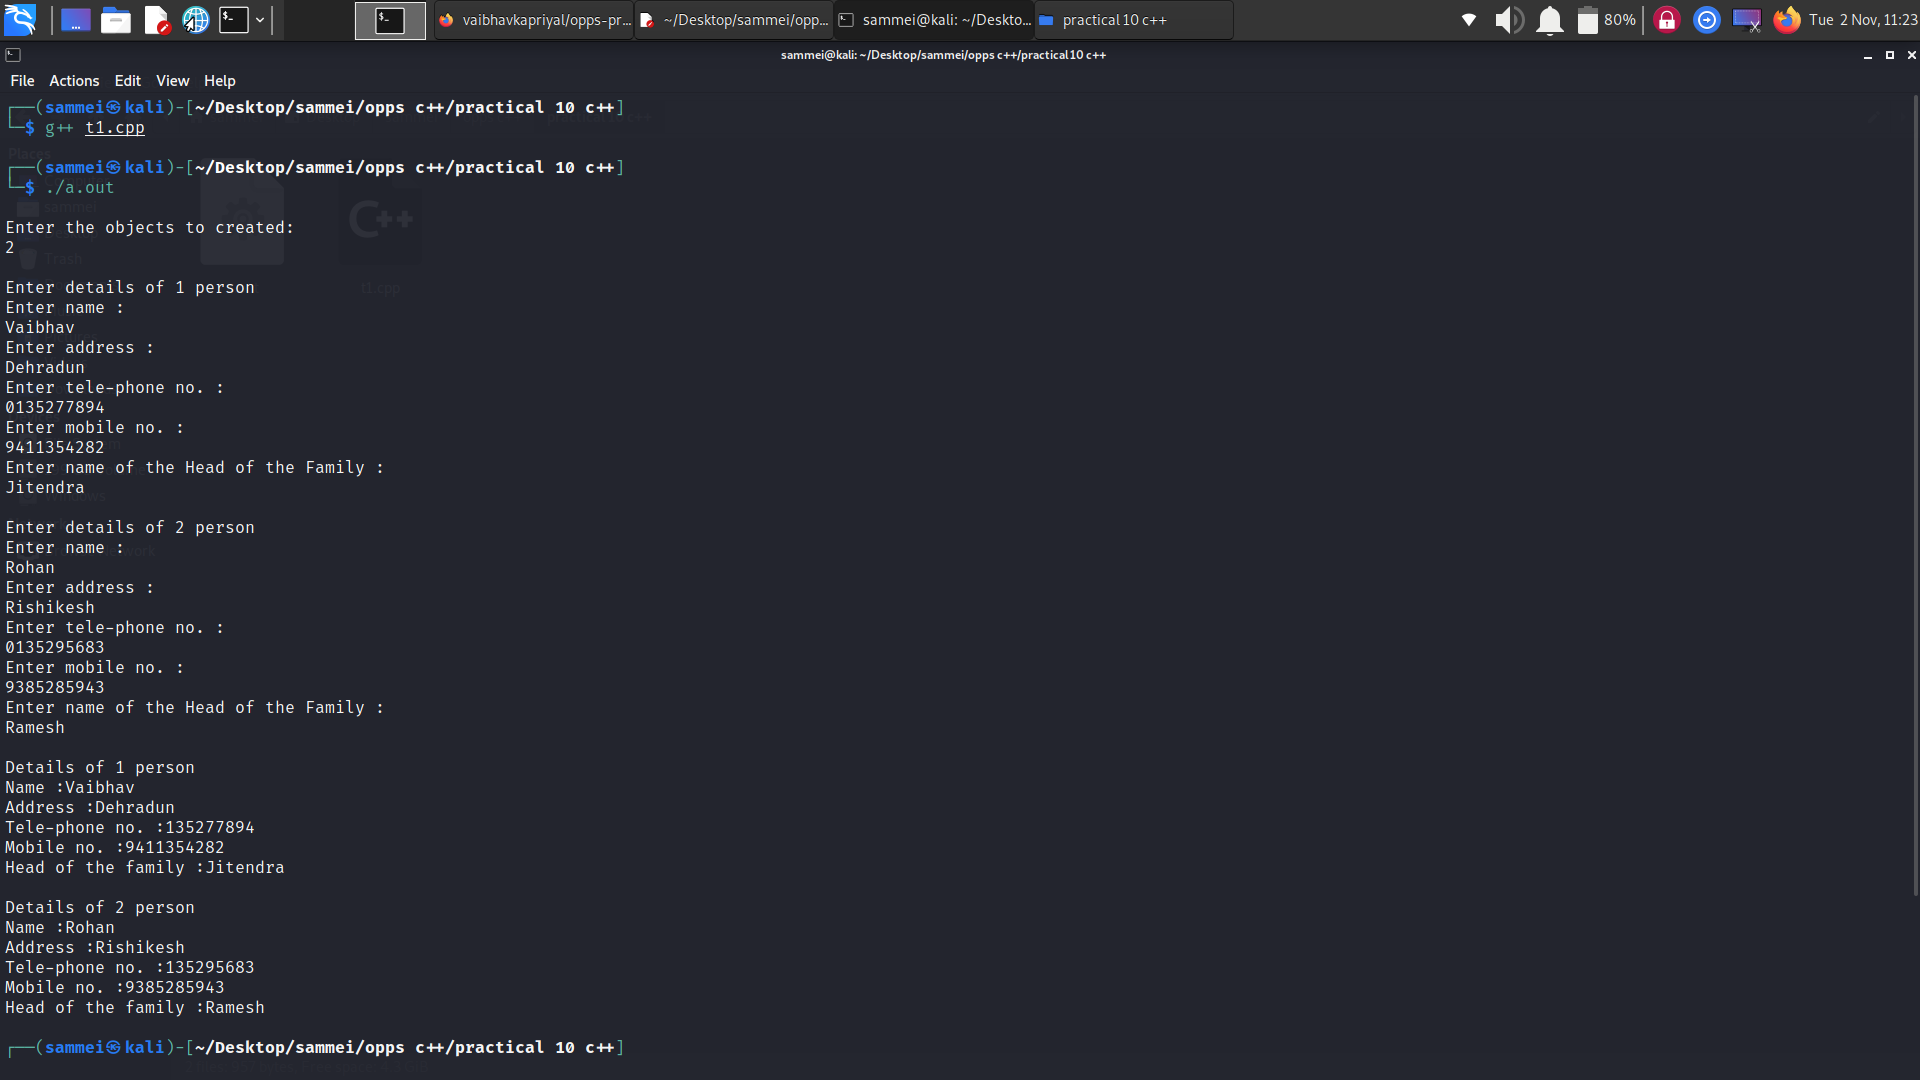 vaibhavkapriyal/opps-pr...
~/Desktop/sammei/opp...
sammei@kali: ~/Deskto...
practical 10 c++
80%
Tue 2 Nov, 11:23
sammei@kali: ~/Desktop/sammei/opps c++/practical 10 c++
File Actions Edit View Help
┌──(sammei㉿kali)-[~/Desktop/sammei/opps c++/practical 10 c++]
└─$ g++ t1.cpp
┌──(sammei㉿kali)-[~/Desktop/sammei/opps c++/practical 10 c++]
└─$ ./a.out
Enter the objects to created:
2
Enter details of 1 person
Enter name :
Vaibhav
Enter address :
Dehradun
Enter tele-phone no. :
0135277894
Enter mobile no. :
9411354282
Enter name of the Head of the Family :
Jitendra
Enter details of 2 person
Enter name :
Rohan
Enter address :
Rishikesh
Enter tele-phone no. :
0135295683
Enter mobile no. :
9385285943
Enter name of the Head of the Family :
Ramesh
Details of 1 person
Name :Vaibhav
Address :Dehradun
Tele-phone no. :135277894
Mobile no. :9411354282
Head of the family :Jitendra
Details of 2 person
Name :Rohan
Address :Rishikesh
Tele-phone no. :135295683
Mobile no. :9385285943
Head of the family :Ramesh
┌──(sammei㉿kali)-[~/Desktop/sammei/opps c++/practical 10 c++]
Places
sammei
Trash
C++
t1.cpp